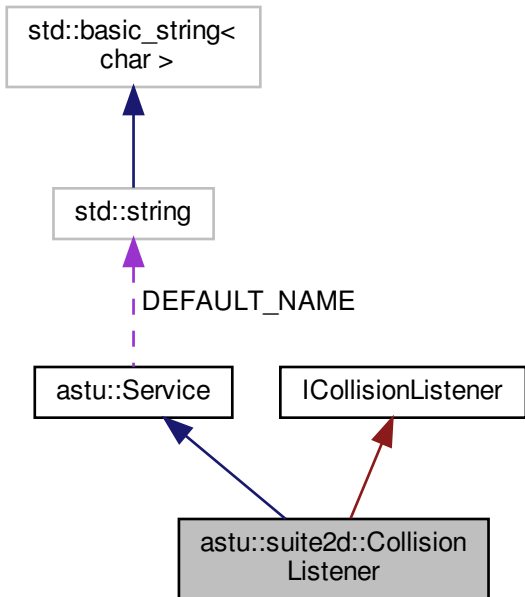 std::basic_string<
char >
std::string
DEFAULT_NAME
astu::Service
ICollisionListener
astu::suite2d::Collision
Listener